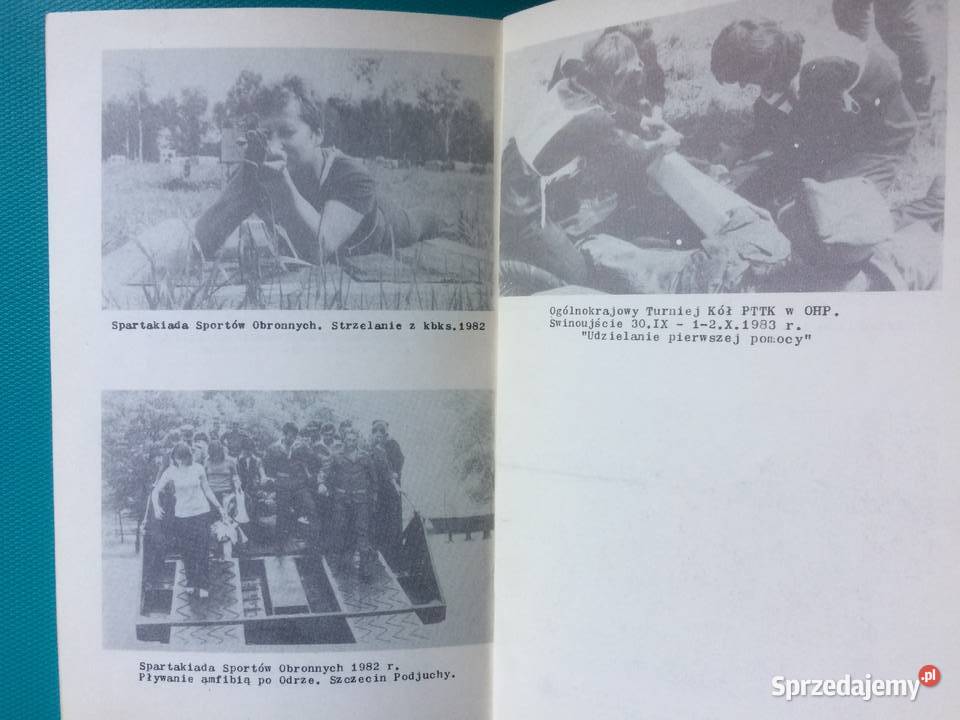 Spartakiada Sportów Obronnych. Strzelanie z kbks.1982
Spartakiada Sportów Obronnych 1982 r.
Pływanie amfibią po Odrze. Szczecin Podjuchy.
Ogólnokrajowy Turniej Kół PTTK w OHP.
Swinoujście 30.IX - 1-2.X.1983 r.
"Udzielanie pierwszej pomocy"
Sprzedajemy.pl